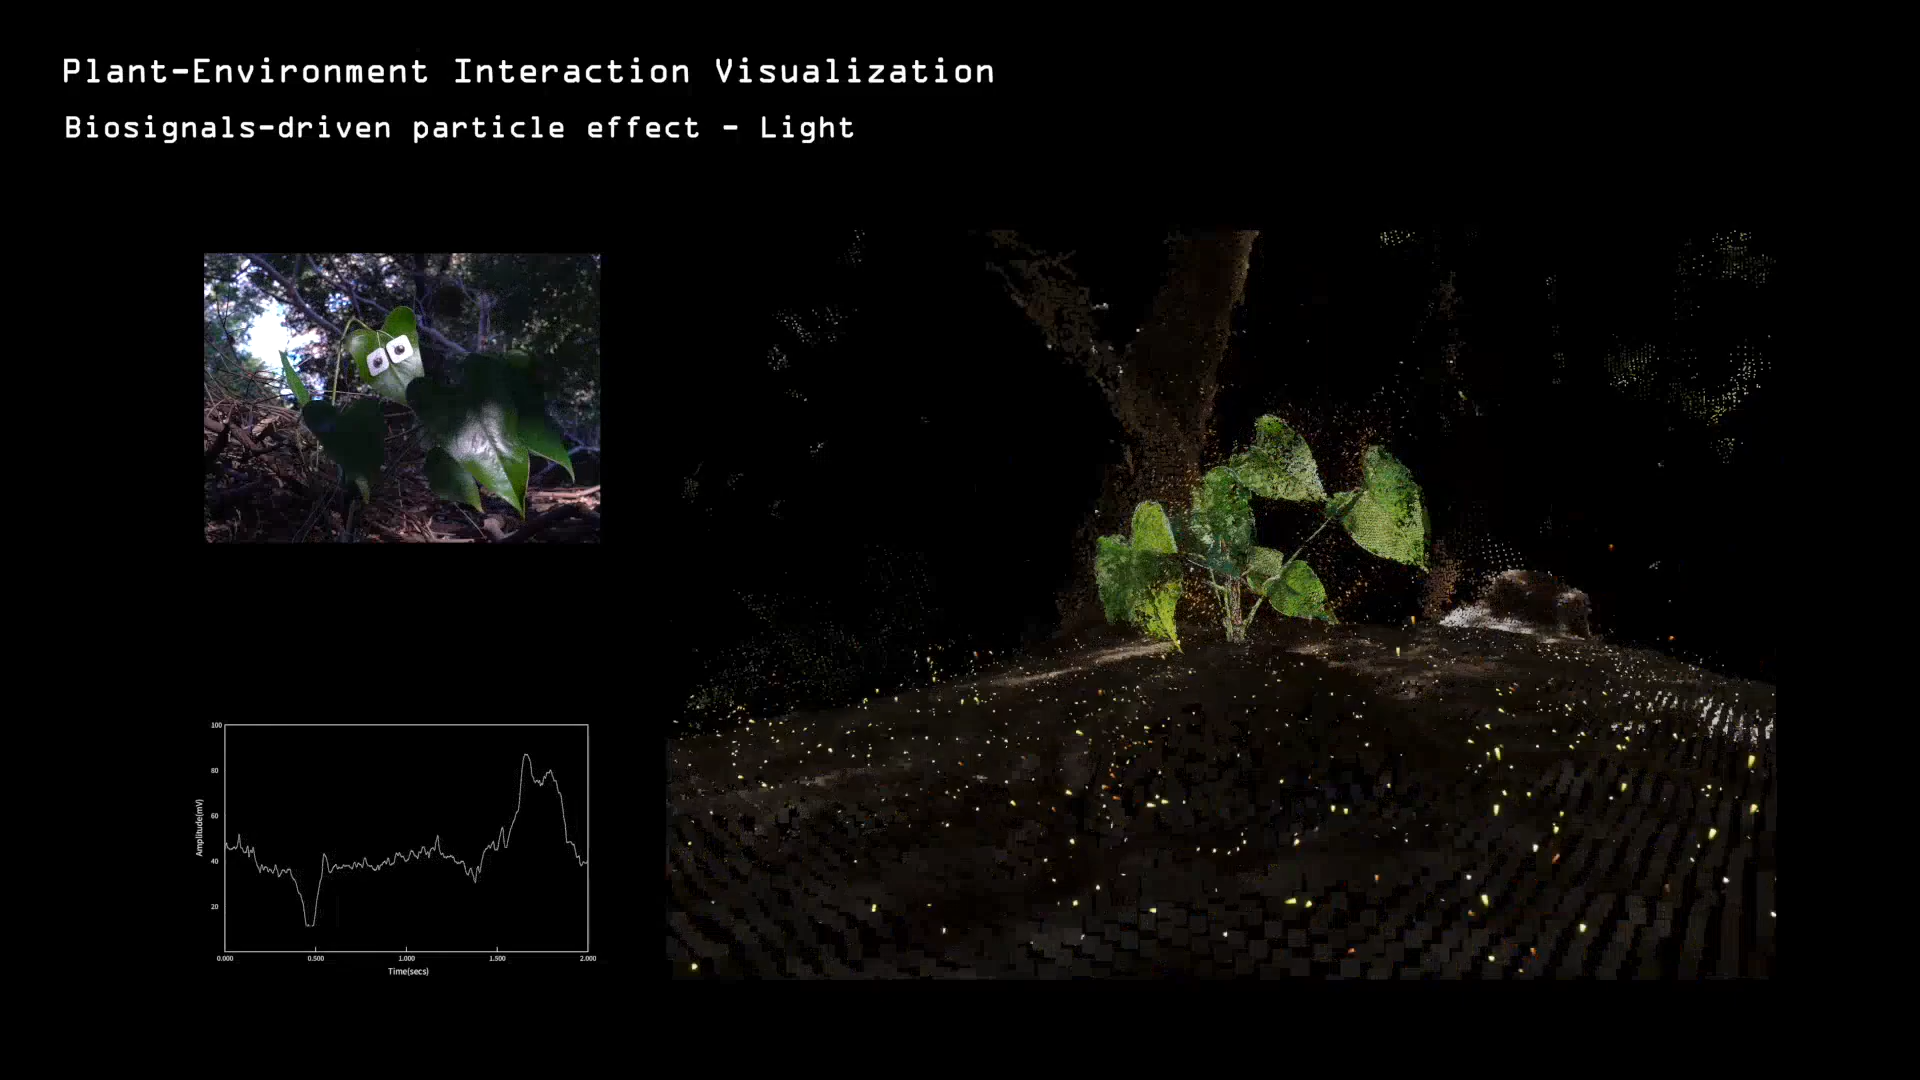 Plant-Environment Interaction Visualization
Biosignals-driven particle effect - Light
100
80
60
40
20
Amplitude(mV)
0.000 0.500 1.000 1.500 2.000
Time(secs)